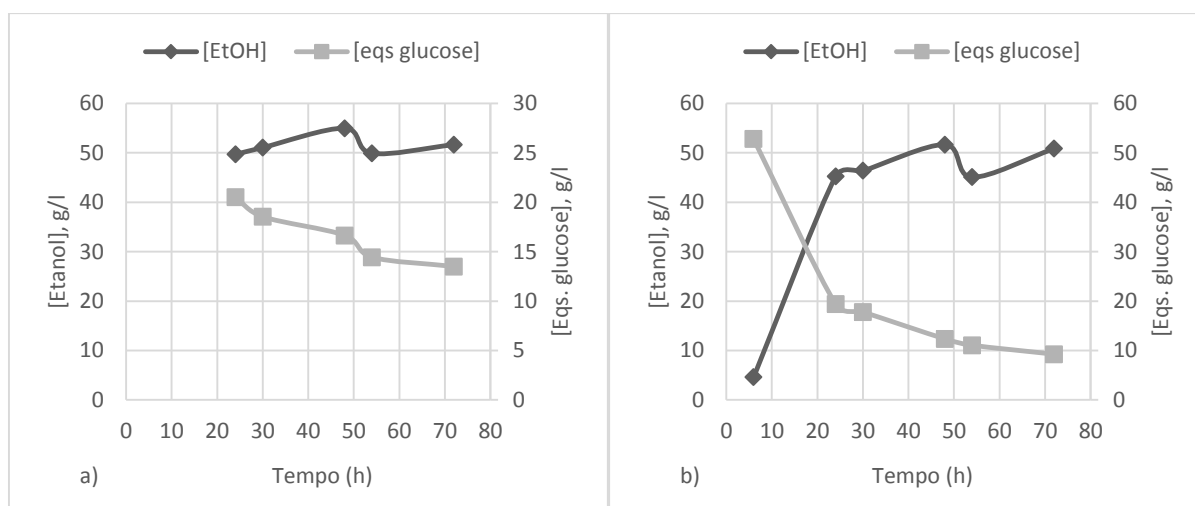 [EtOH] [eqs glucose]
60 50 40 30 20 10 0
[Etanol], g/l
30 25 20 15 10 5 0
[Eqs. glucose], g/l
0 10 20 30 40 50 60 70 80
a) Tempo (h)
[EtOH] [eqs glucose]
60 50 40 30 20 10 0
[Etanol], g/l
60 50 40 30 20 10 0
[Eqs. glucose], g/l
0 10 20 30 40 50 60 70 80
b) Tempo (h)